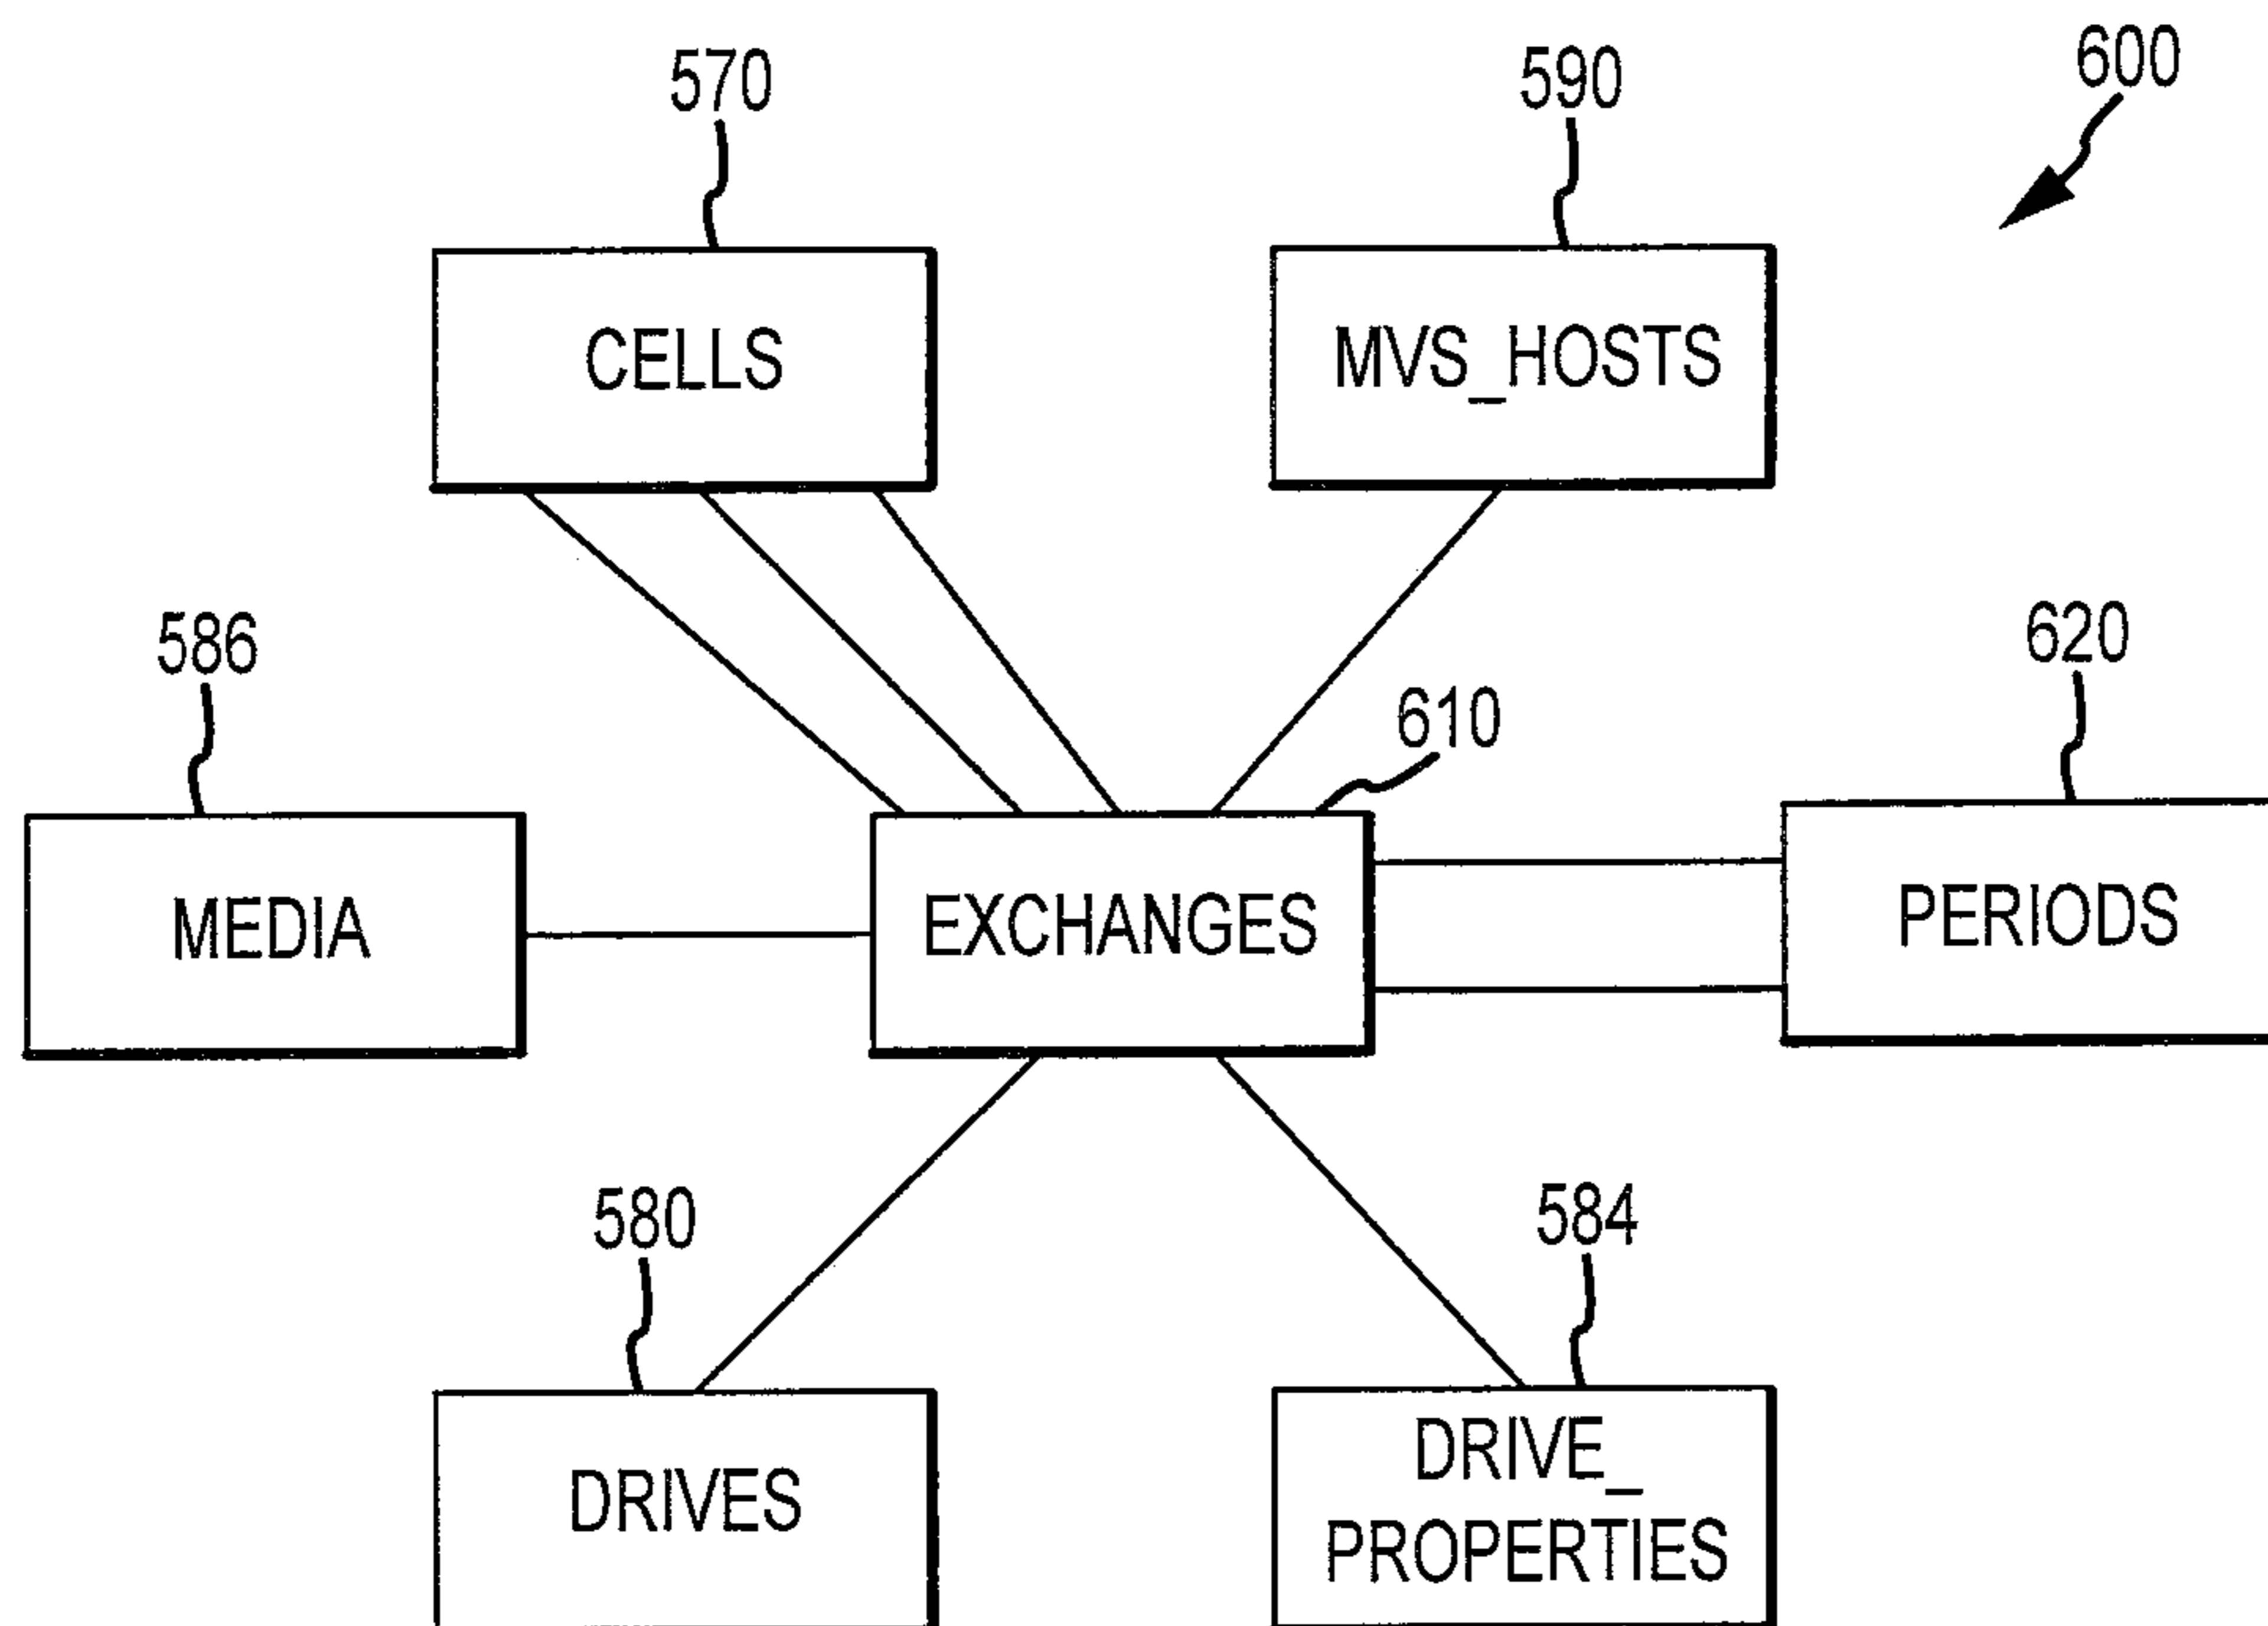 570
590
600
CELLS
MVS_HOSTS
586
620
610
MEDIA
EXCHANGES
PERIODS
580
584
DRIVES
DRIVE_
PROPERTIES